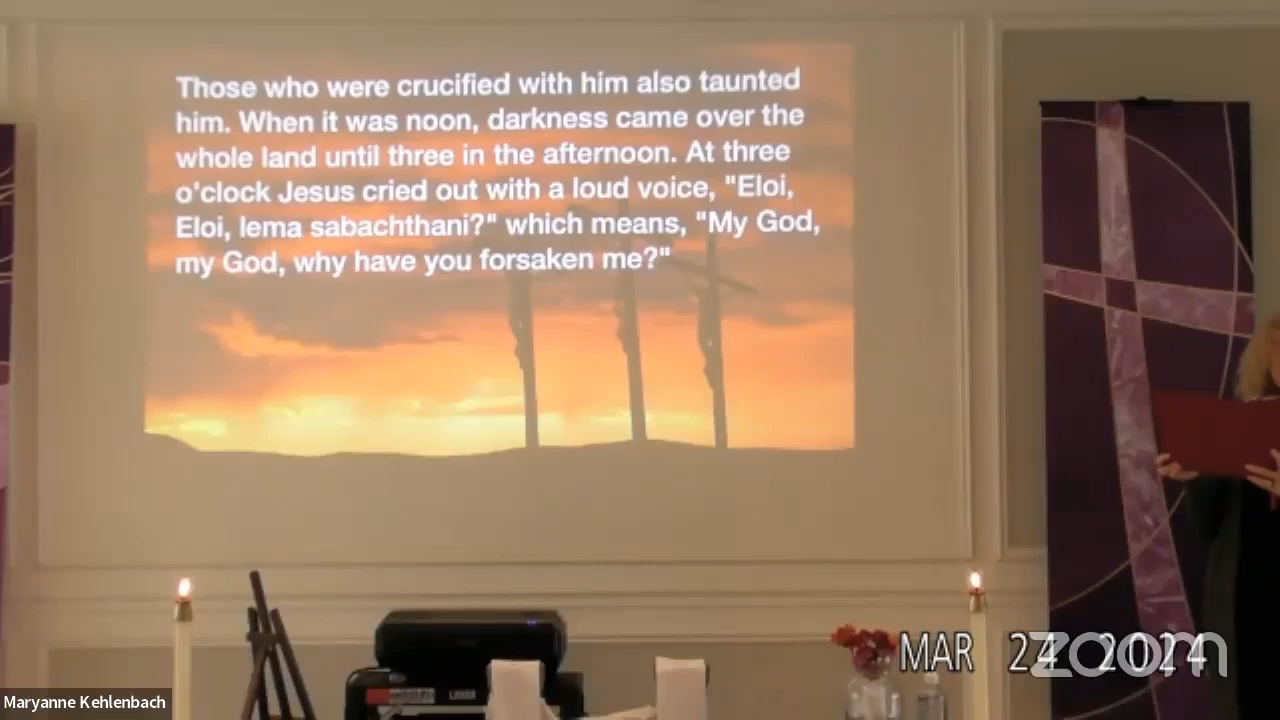 Those who were crucified with him also taunted
him. When it was noon, darkness came over the
whole land until three in the afternoon. At three
o'clock Jesus cried out with a loud voice, "Eloi,
Eloi, lema sabachthani?" which means, "My God,
my God, why have you forsaken me?"
MAR 24 2024
zoom
Maryanne Kehlenbach